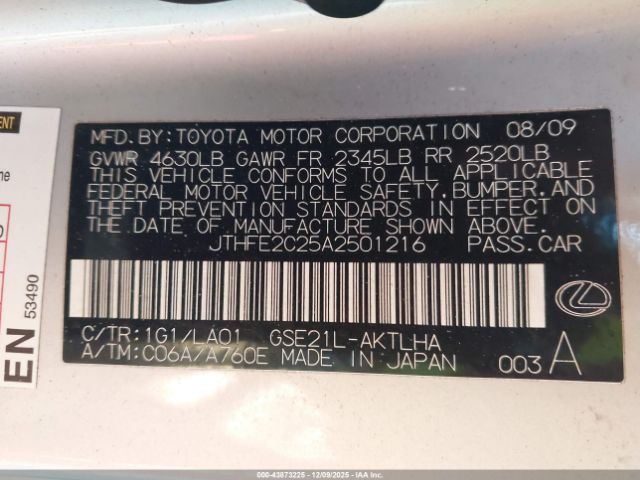 MFD.BY:TOYOTA MOTOR CORPORATION 08/09
GVWR 4630LB GAWR FR 2345LB RR 2520LB
THIS VEHICLE CONFORMS TO ALL APPLICABLE
FEDERAL MOTOR VEHICLE SAFETY,BUMPER,AND
THEFT PREVENTION STANDARDS IN EFFECT ON
THE DATE OF MANUFACTURE SHOWN ABOVE.
JTHFE2C25A2501216 PASS.CAR
C/TR:1G1/LA01 GSE21L-AKTLHA
A/TM:C06A/A760E MADE IN JAPAN 003 A
EN 53490
000-43873225 - 12/09/2025 - IAAI